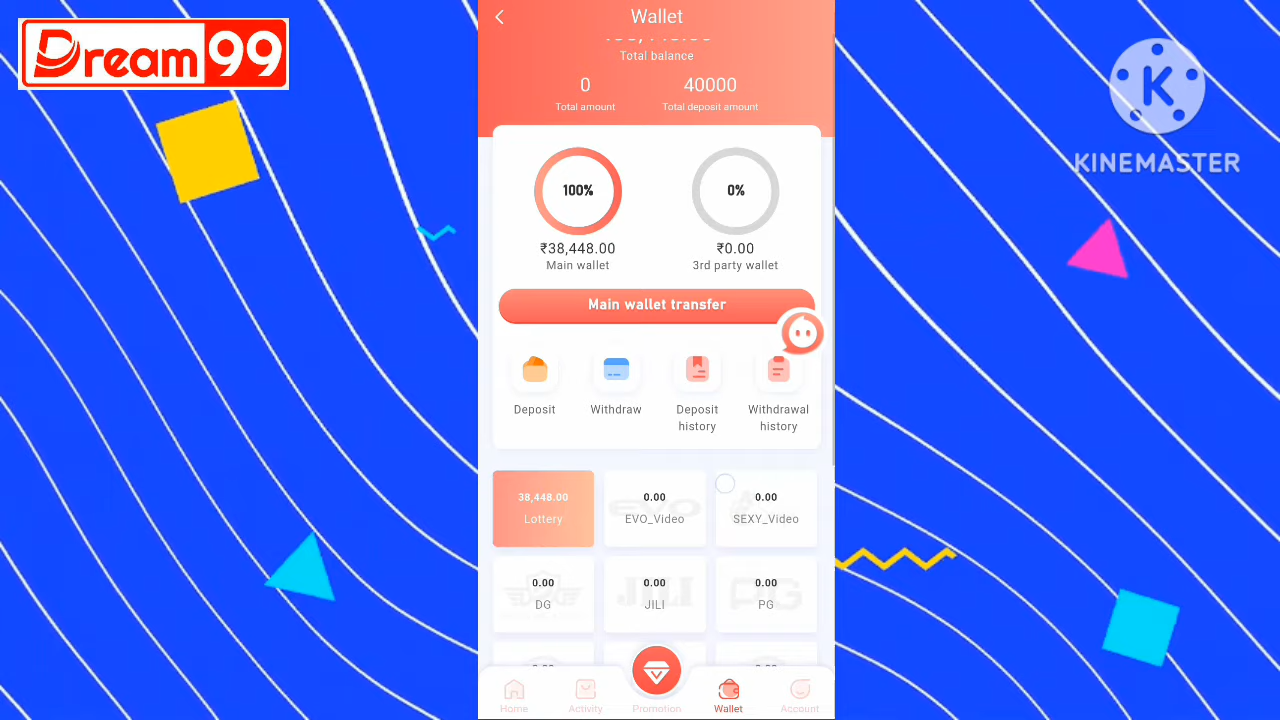 Dream99
KINEMASTER
Wallet
Total balance
0
40000
Total amount
Total deposit amount
100%
0%
₹38,448.00
₹0.00
Main wallet
3rd party wallet
Main wallet transfer
Deposit
Withdraw
Deposit history
Withdrawal history
38,448.00
Lottery
0.00
EVO_Video
0.00
SEXY_Video
0.00
DG
0.00
JILI
0.00
PG
Home
Activity
Promotion
Wallet
Account